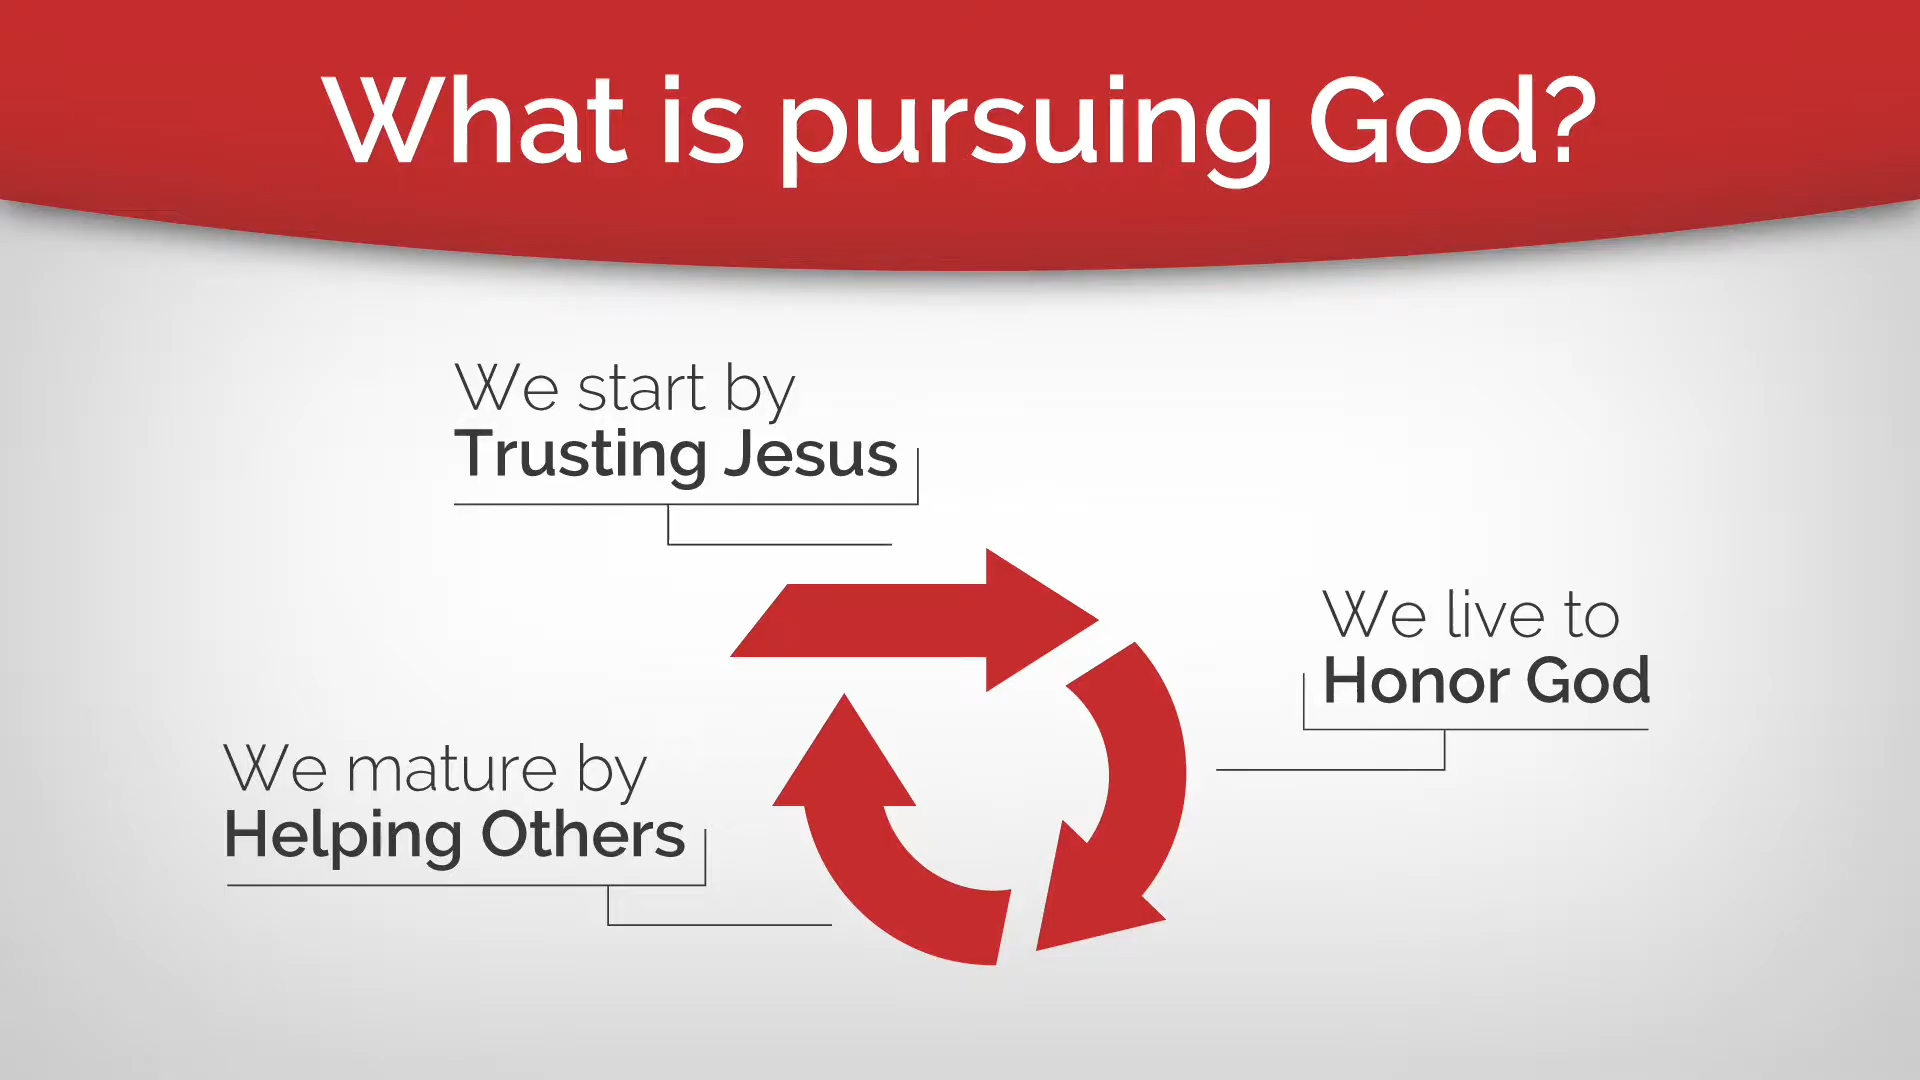 What is pursuing God?
We start by
Trusting Jesus
We live to
Honor God
We mature by
Helping Others